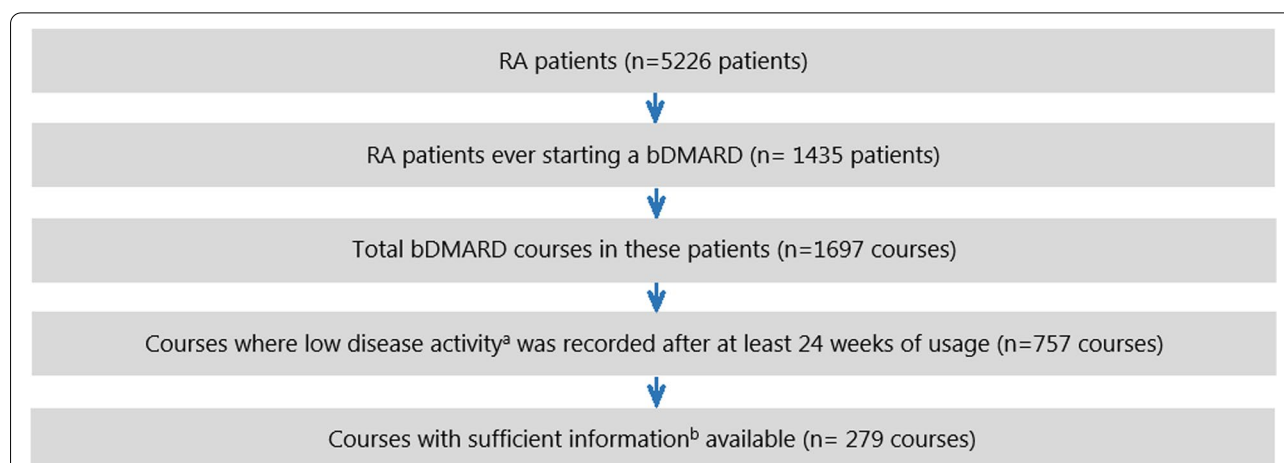 RA patients (n=5226 patients)
RA patients ever starting a bDMARD (n= 1435 patients)
Total bDMARD courses in these patients (n=1697 courses)
Courses where low disease activityᵃ was recorded after at least 24 weeks of usage (n=757 courses)
Courses with sufficient informationᵇ available (n= 279 courses)